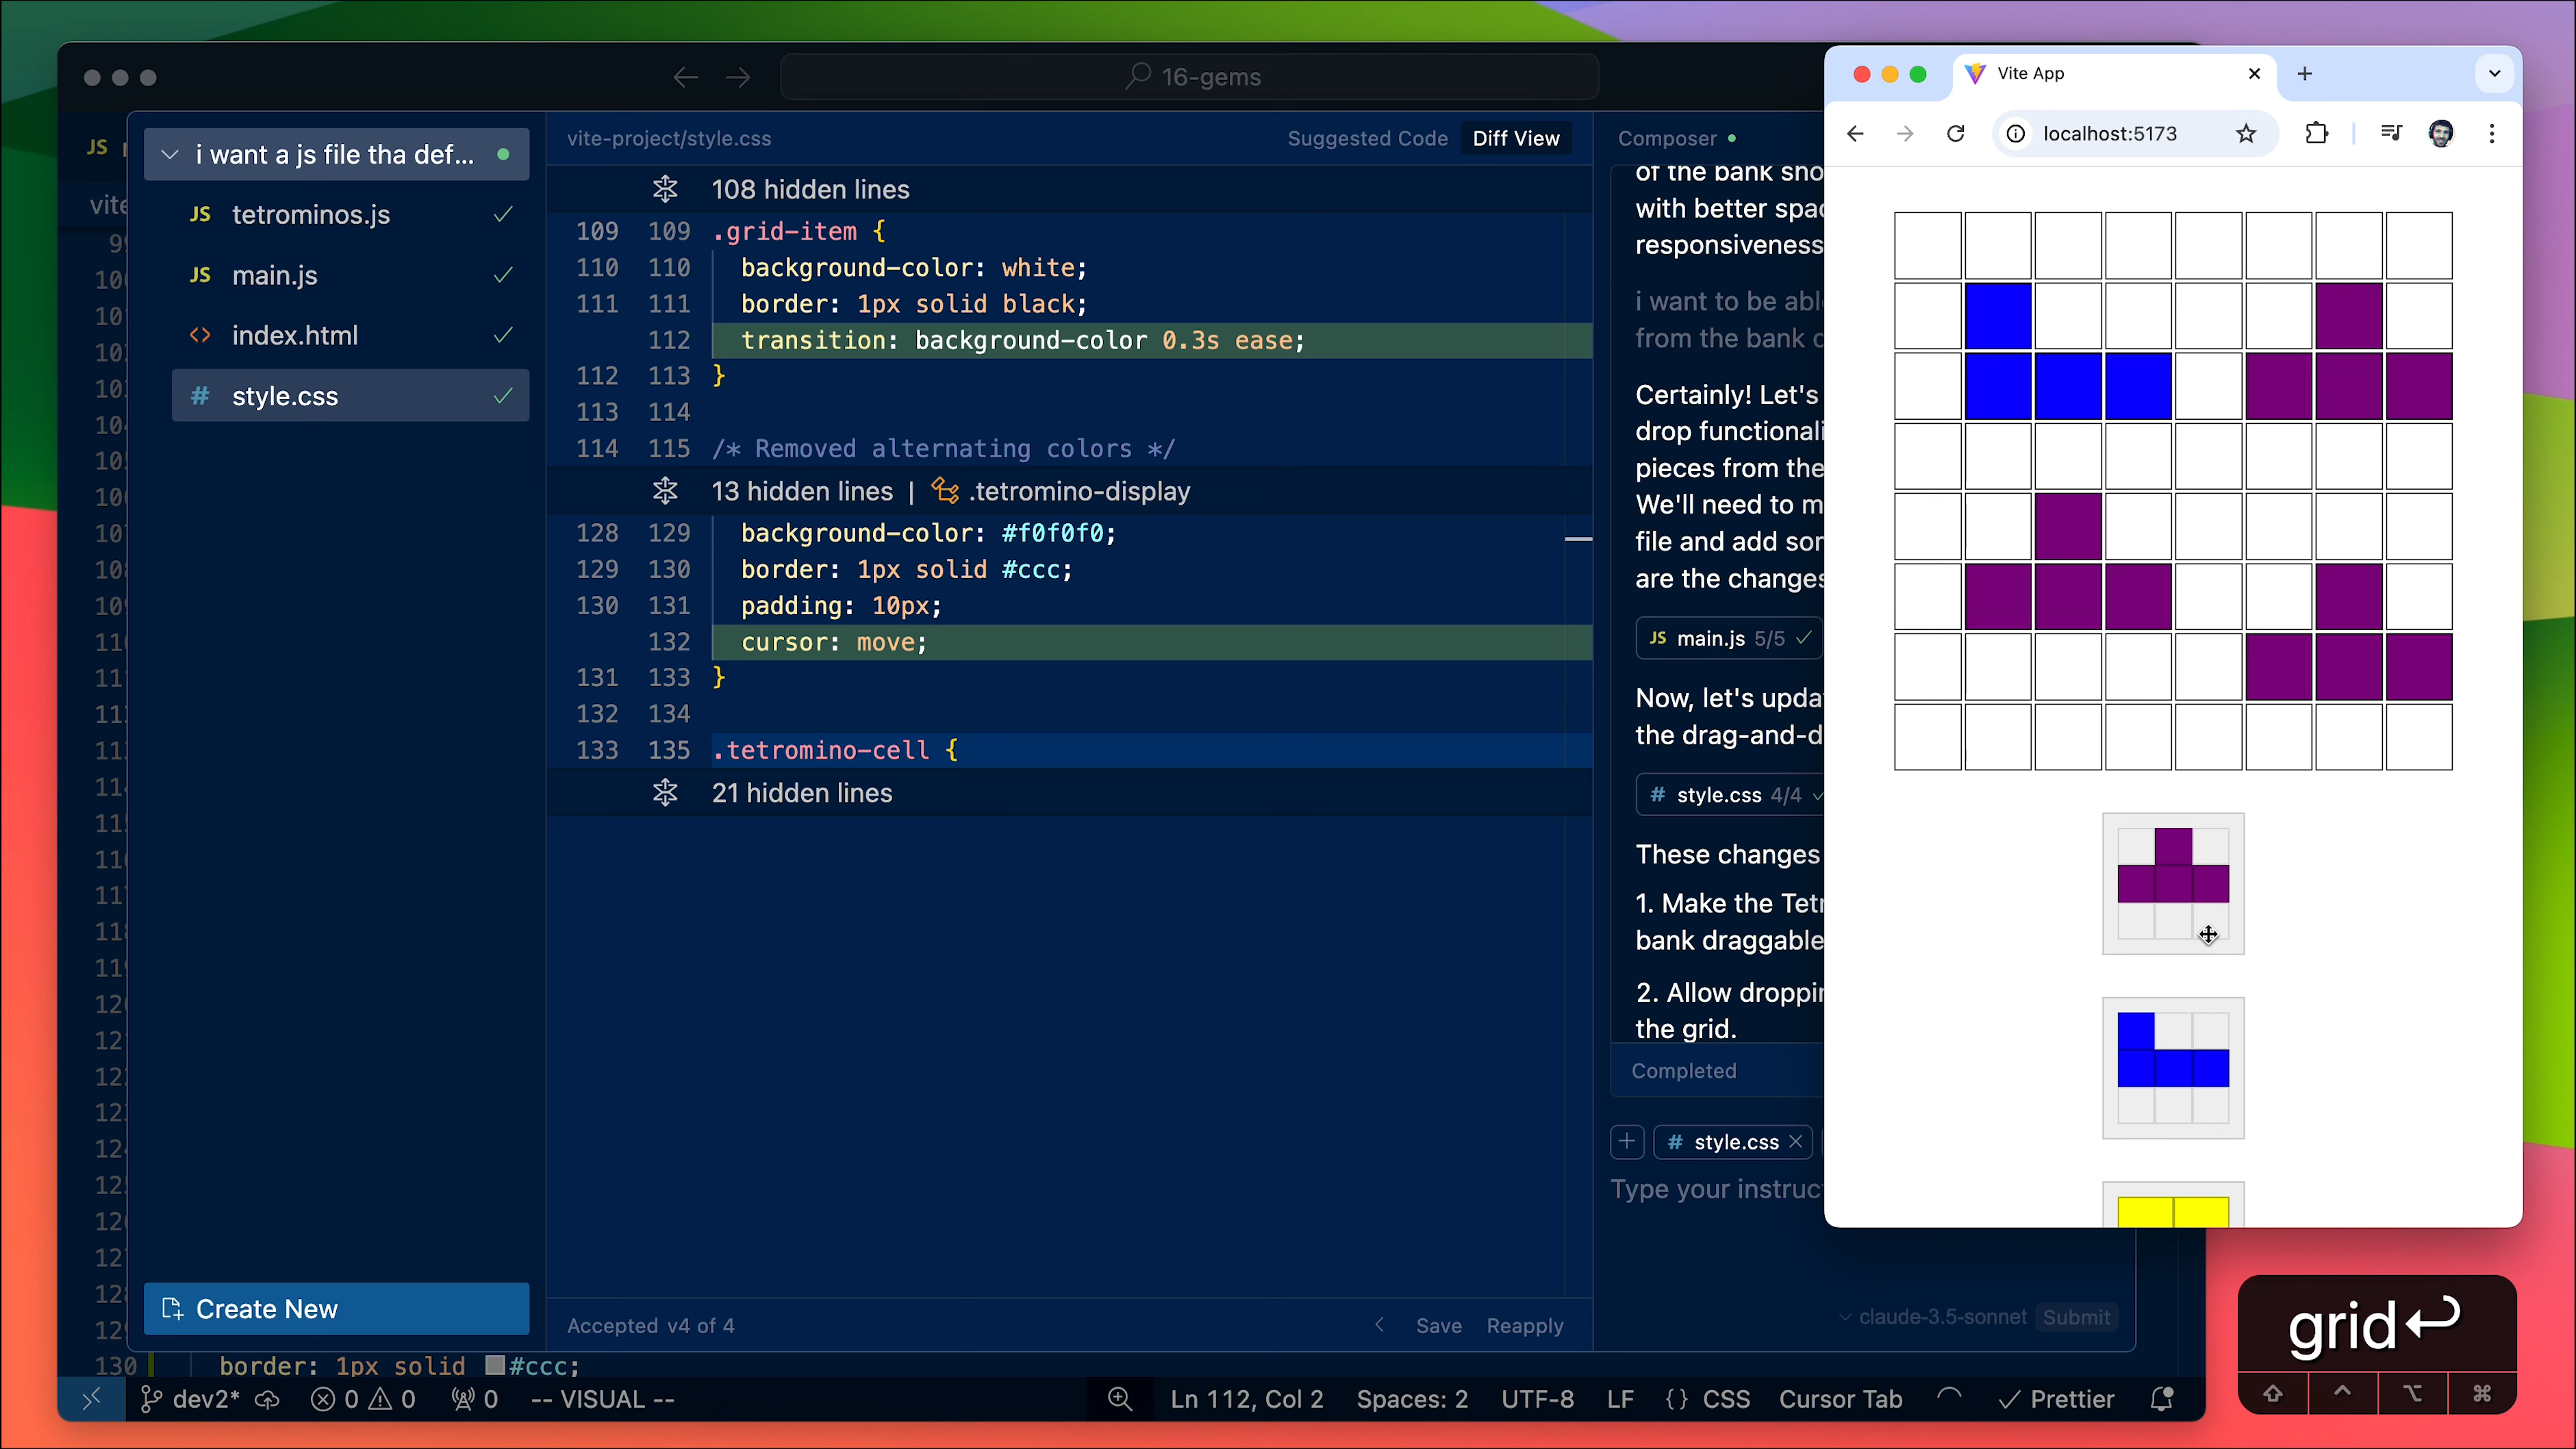 16-gems
JS
vite
i want a js file tha def...
JS tetrominos.js
JS main.js
<> index.html
# style.css
Create New
vite-project/style.css
Suggested Code
Diff View
108 hidden lines
109 109 .grid-item {
110 110 background-color: white;
111 111 border: 1px solid black;
112 transition: background-color 0.3s ease;
112 113 }
113 114
114 115 /* Removed alternating colors */
13 hidden lines | .tetromino-display
128 129 background-color: #f0f0f0;
129 130 border: 1px solid #ccc;
130 131 padding: 10px;
132 cursor: move;
131 133 }
132 134
133 135 .tetromino-cell {
21 hidden lines
Accepted v4 of 4
Save
Reapply
Composer
of the bank sho
with better spac
responsiveness
i want to be abl
from the bank
Certainly! Let's
drop functionali
pieces from the
We'll need to m
file and add som
are the changes
JS main.js 5/5
Now, let's upda
the drag-and-d
# style.css 4/4
These changes
1. Make the Tetr
bank draggable
2. Allow droppin
the grid.
Completed
# style.css
Type your instruc
claude-3.5-sonnet
Submit
Vite App
localhost:5173
130 border: 1px solid #ccc;
dev2*
0
0
0
-- VISUAL --
Ln 112, Col 2
Spaces: 2
UTF-8
LF
{} CSS
Cursor Tab
Prettier
grid